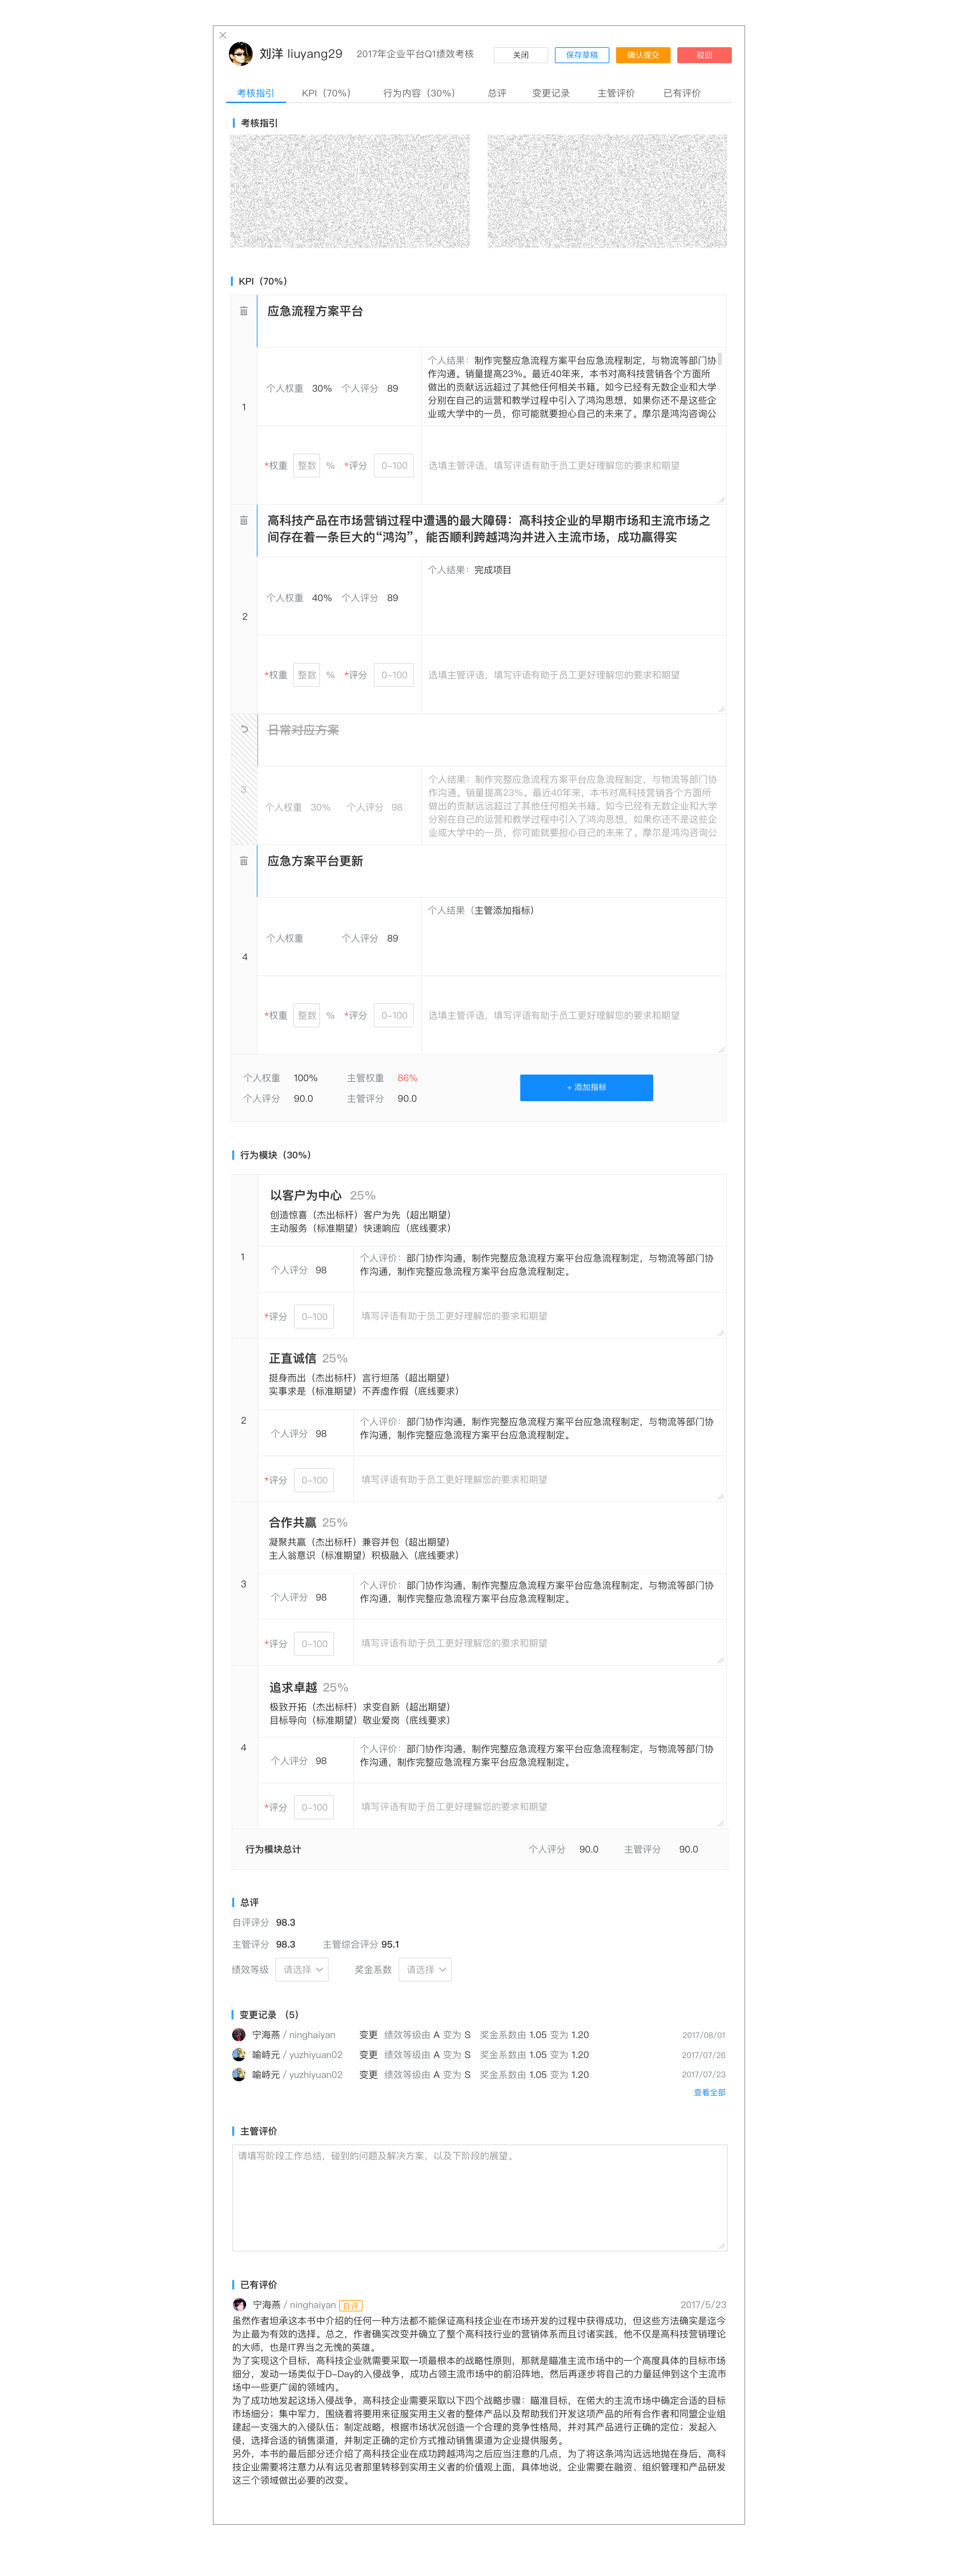 刘洋 liuyang29 2017年企业平台Q1绩效考核 关闭 保存草稿 确认提交 驳回
考核指引 KPI（70%） 行为内容（30%） 总评 变更记录 主管评价 已有评价
考核指引
KPI（70%）
应急流程方案平台
1
个人权重 30% 个人评分 89
个人结果：制作完整应急流程方案平台应急流程制定，与物流等部门协
作沟通。销量提高23%。最近40年来，本书对高科技营销各个方面所
做出的贡献远远超过了其他任何相关书籍。如今已经有无数企业和大学
分别在自己的运营和教学过程中引入了鸿沟思想，如果你还不是这些企
业或大学中的一员，你可能就要担心自己的未来了。摩尔是鸿沟咨询公
*权重 整数 % *评分 0~100 选填主管评语，填写评语有助于员工更好理解您的要求和期望
高科技产品在市场营销过程中遭遇的最大障碍：高科技企业的早期市场和主流市场之
间存在着一条巨大的“鸿沟”，能否顺利跨越鸿沟并进入主流市场，成功赢得实
2
个人权重 40% 个人评分 89
个人结果：完成项目
*权重 整数 % *评分 0~100 选填主管评语，填写评语有助于员工更好理解您的要求和期望
日常对应方案
3
个人权重 30% 个人评分 98
个人结果：制作完整应急流程方案平台应急流程制定，与物流等部门协
作沟通。销量提高23%。最近40年来，本书对高科技营销各个方面所
做出的贡献远远超过了其他任何相关书籍。如今已经有无数企业和大学
分别在自己的运营和教学过程中引入了鸿沟思想，如果你还不是这些企
业或大学中的一员，你可能就要担心自己的未来了。摩尔是鸿沟咨询公
应急方案平台更新
4
个人权重 个人评分 89
个人结果（主管添加指标）
*权重 整数 % *评分 0~100 选填主管评语，填写评语有助于员工更好理解您的要求和期望
个人权重 100% 主管权重 86%
个人评分 90.0 主管评分 90.0
+ 添加指标
行为模块（30%）
以客户为中心 25%
创造惊喜（杰出标杆）客户为先（超出期望）
主动服务（标准期望）快速响应（底线要求）
1
个人评分 98
个人评价：部门协作沟通，制作完整应急流程方案平台应急流程制定，与物流等部门协
作沟通，制作完整应急流程方案平台应急流程制定。
*评分 0~100 填写评语有助于员工更好理解您的要求和期望
正直诚信 25%
挺身而出（杰出标杆）言行坦荡（超出期望）
实事求是（标准期望）不弄虚作假（底线要求）
2
个人评分 98
个人评价：部门协作沟通，制作完整应急流程方案平台应急流程制定，与物流等部门协
作沟通，制作完整应急流程方案平台应急流程制定。
*评分 0~100 填写评语有助于员工更好理解您的要求和期望
合作共赢 25%
凝聚共赢（杰出标杆）兼容并包（超出期望）
主人翁意识（标准期望）积极融入（底线要求）
3
个人评分 98
个人评价：部门协作沟通，制作完整应急流程方案平台应急流程制定，与物流等部门协
作沟通，制作完整应急流程方案平台应急流程制定。
*评分 0~100 填写评语有助于员工更好理解您的要求和期望
追求卓越 25%
极致开拓（杰出标杆）求变自新（超出期望）
目标导向（标准期望）敬业爱岗（底线要求）
4
个人评分 98
个人评价：部门协作沟通，制作完整应急流程方案平台应急流程制定，与物流等部门协
作沟通，制作完整应急流程方案平台应急流程制定。
*评分 0~100 填写评语有助于员工更好理解您的要求和期望
行为模块总计 个人评分 90.0 主管评分 90.0
总评
自评评分 98.3
主管评分 98.3 主管综合评分 95.1
绩效等级 请选择 奖金系数 请选择
变更记录 （5）
宁海燕 / ninghaiyan 变更 绩效等级由 A 变为 S 奖金系数由 1.05 变为 1.20 2017/08/01
喻峙元 / yuzhiyuan02 变更 绩效等级由 A 变为 S 奖金系数由 1.05 变为 1.20 2017/07/26
喻峙元 / yuzhiyuan02 变更 绩效等级由 A 变为 S 奖金系数由 1.05 变为 1.20 2017/07/23
查看全部
主管评价
请填写阶段工作总结，碰到的问题及解决方案，以及下阶段的展望。
已有评价
宁海燕 / ninghaiyan 自评 2017/5/23
虽然作者坦承这本书中介绍的任何一种方法都不能保证高科技企业在市场开发的过程中获得成功，但这些方法确实是迄今
为止最为有效的选择。总之，作者确实改变并确立了整个高科技行业的营销体系而且讨诸实践，他不仅是高科技营销理论
的大师，也是IT界当之无愧的英雄。
为了实现这个目标，高科技企业就需要采取一项最根本的战略性原则，那就是瞄准主流市场中的一个高度具体的目标市场
细分，发动一场类似于D-Day的入侵战争，成功占领主流市场中的前沿阵地，然后再逐步将自己的力量延伸到这个主流市
场中一些更广阔的领域内。
为了成功地发起这场入侵战争，高科技企业需要采取以下四个战略步骤：瞄准目标，在偌大的主流市场中确定合适的目标
市场细分；集中军力，围绕着将要用来征服实用主义者的整体产品以及帮助我们开发这项产品的所有合作者和同盟企业组
建起一支强大的入侵队伍；制定战略，根据市场状况创造一个合理的竞争性格局，并对其产品进行正确的定位；发起入
侵，选择合适的销售渠道，并制定正确的定价方式推动销售渠道为企业提供服务。
另外，本书的最后部分还介绍了高科技企业在成功跨越鸿沟之后应当注意的几点，为了将这条鸿沟远远地抛在身后，高科
技企业需要将注意力从有远见者那里转移到实用主义者的价值观上面，具体地说，企业需要在融资、组织管理和产品研发
这三个领域做出必要的改变。